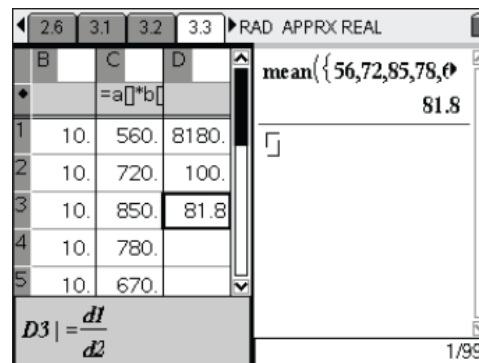 2.6 3.1 3.2 3.3 RAD APPRX REAL
B C D
=a[]*b[
1 10. 560. 8180.
2 10. 720. 100.
3 10. 850. 81.8
4 10. 780.
5 10. 670.
D3 | = d1
d2
mean({56,72,85,78,6
81.8
1/99